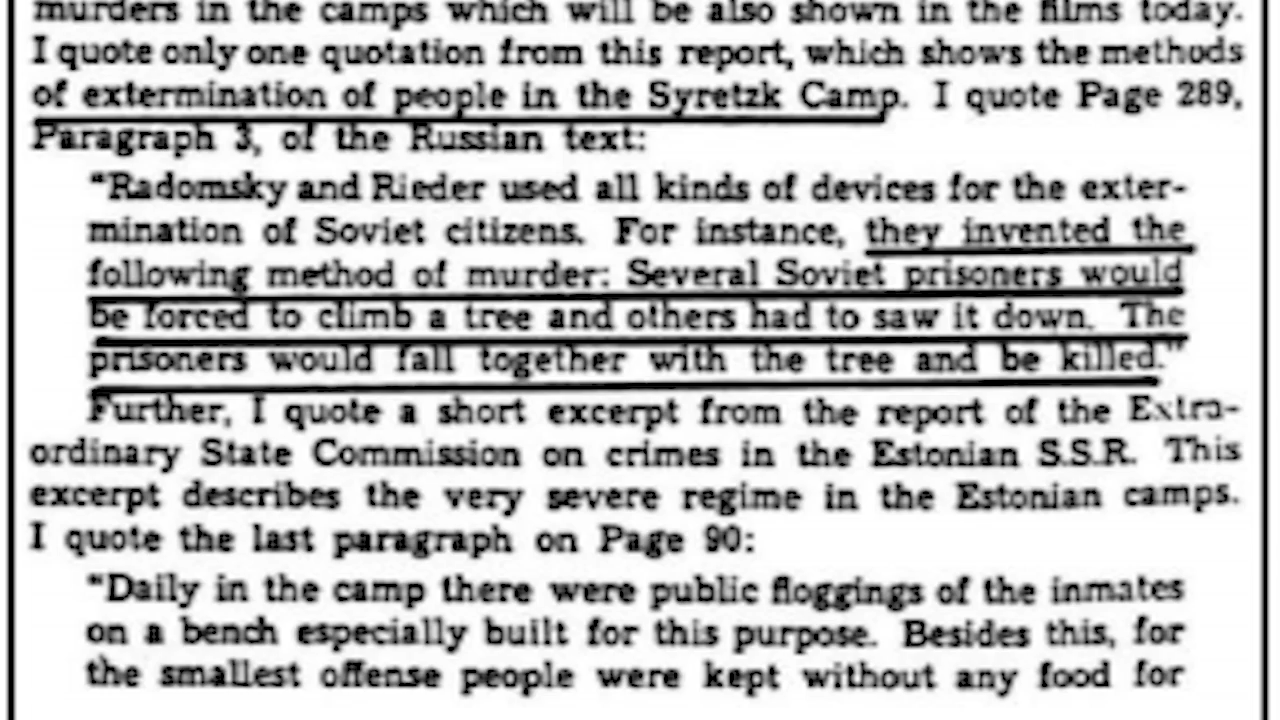 murders in the camps which will be also shown in the films today.
I quote only one quotation from this report, which shows the methods
of extermination of people in the Syretzk Camp. I quote Page 289,
Paragraph 3, of the Russian text:
"Radomsky and Rieder used all kinds of devices for the exter-
mination of Soviet citizens. For instance, they invented the
following method of murder: Several Soviet prisoners would
be forced to climb a tree and others had to saw it down. The
prisoners would fall together with the tree and be killed."
Further, I quote a short excerpt from the report of the Extra-
ordinary State Commission on crimes in the Estonian S.S.R. This
excerpt describes the very severe regime in the Estonian camps.
I quote the last paragraph on Page 90:
"Daily in the camp there were public floggings of the inmates
on a bench especially built for this purpose. Besides this, for
the smallest offense people were kept without any food for